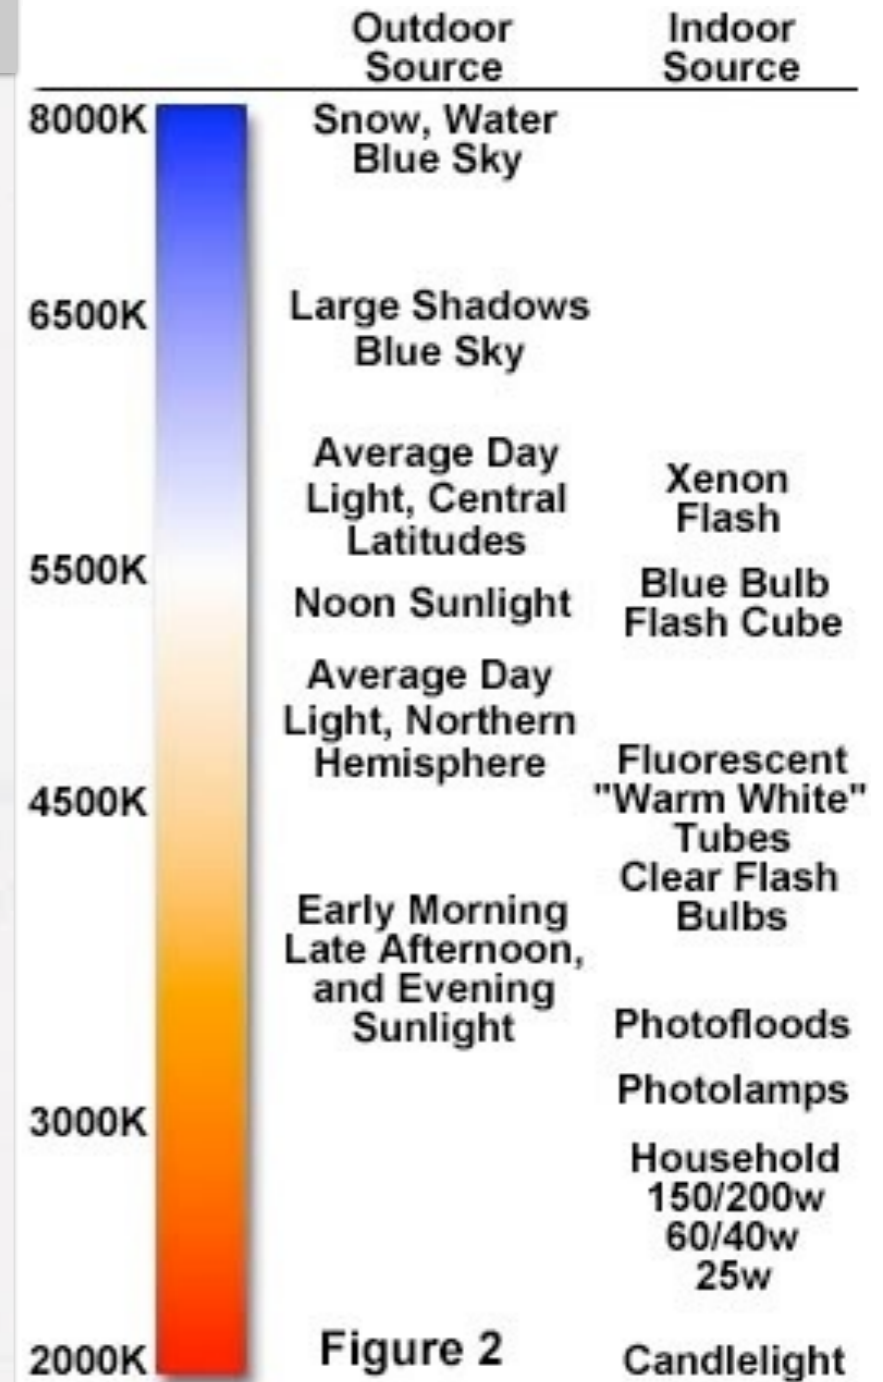 Outdoor Source
Indoor Source
8000K
Snow, Water
Blue Sky
6500K
Large Shadows
Blue Sky
Average Day
Light, Central
Latitudes
Xenon
Flash
5500K
Noon Sunlight
Blue Bulb
Flash Cube
Average Day
Light, Northern
Hemisphere
4500K
Fluorescent
"Warm White"
Tubes
Clear Flash
Bulbs
Early Morning
Late Afternoon,
and Evening
Sunlight
Photofloods
Photolamps
3000K
Household
150/200w
60/40w
25w
2000K
Figure 2
Candlelight